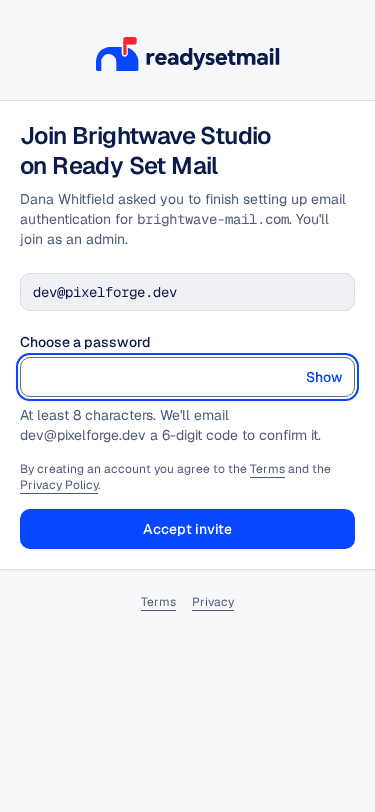 readysetmail
Join Brightwave Studio
on Ready Set Mail
Dana Whitfield asked you to finish setting up email
authentication for brightwave-mail.com. You'll
join as an admin.
dev@pixelforge.dev
Choose a password
Show
At least 8 characters. We'll email
dev@pixelforge.dev a 6-digit code to confirm it.
By creating an account you agree to the Terms and the
Privacy Policy.
Accept invite
Terms Privacy